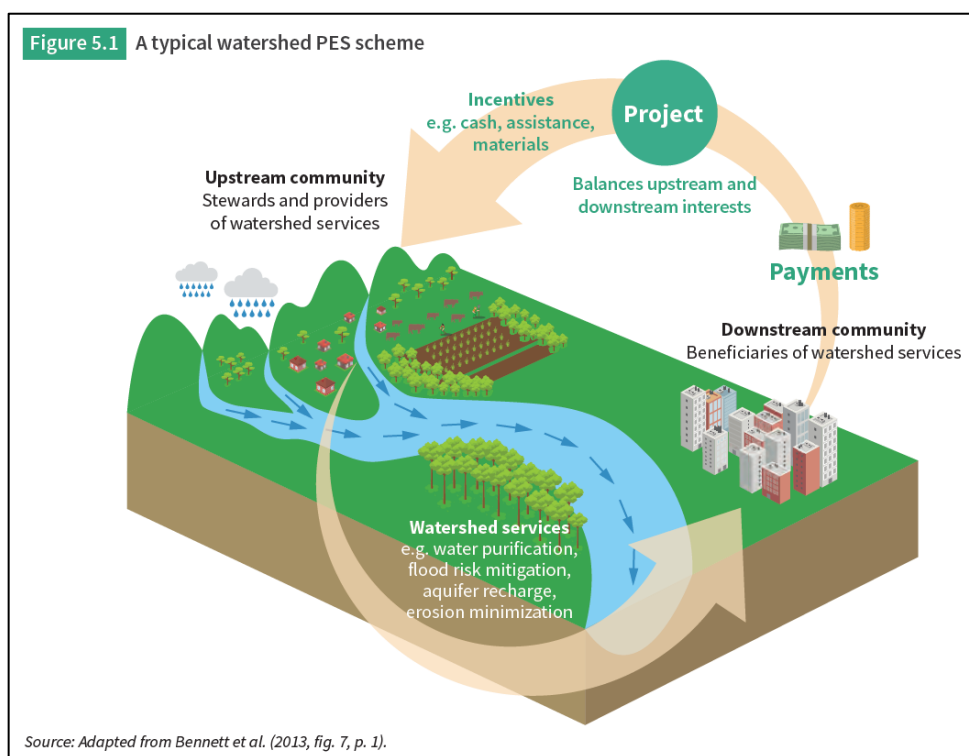 Figure 5.1 A typical watershed PES scheme
Incentives
e.g. cash, assistance,
materials
Project
Balances upstream and
downstream interests
Upstream community
Stewards and providers
of watershed services
Payments
Downstream community
Beneficiaries of watershed services
Watershed services
e.g. water purification,
flood risk mitigation,
aquifer recharge,
erosion minimization
Source: Adapted from Bennett et al. (2013, fig. 7, p. 1).